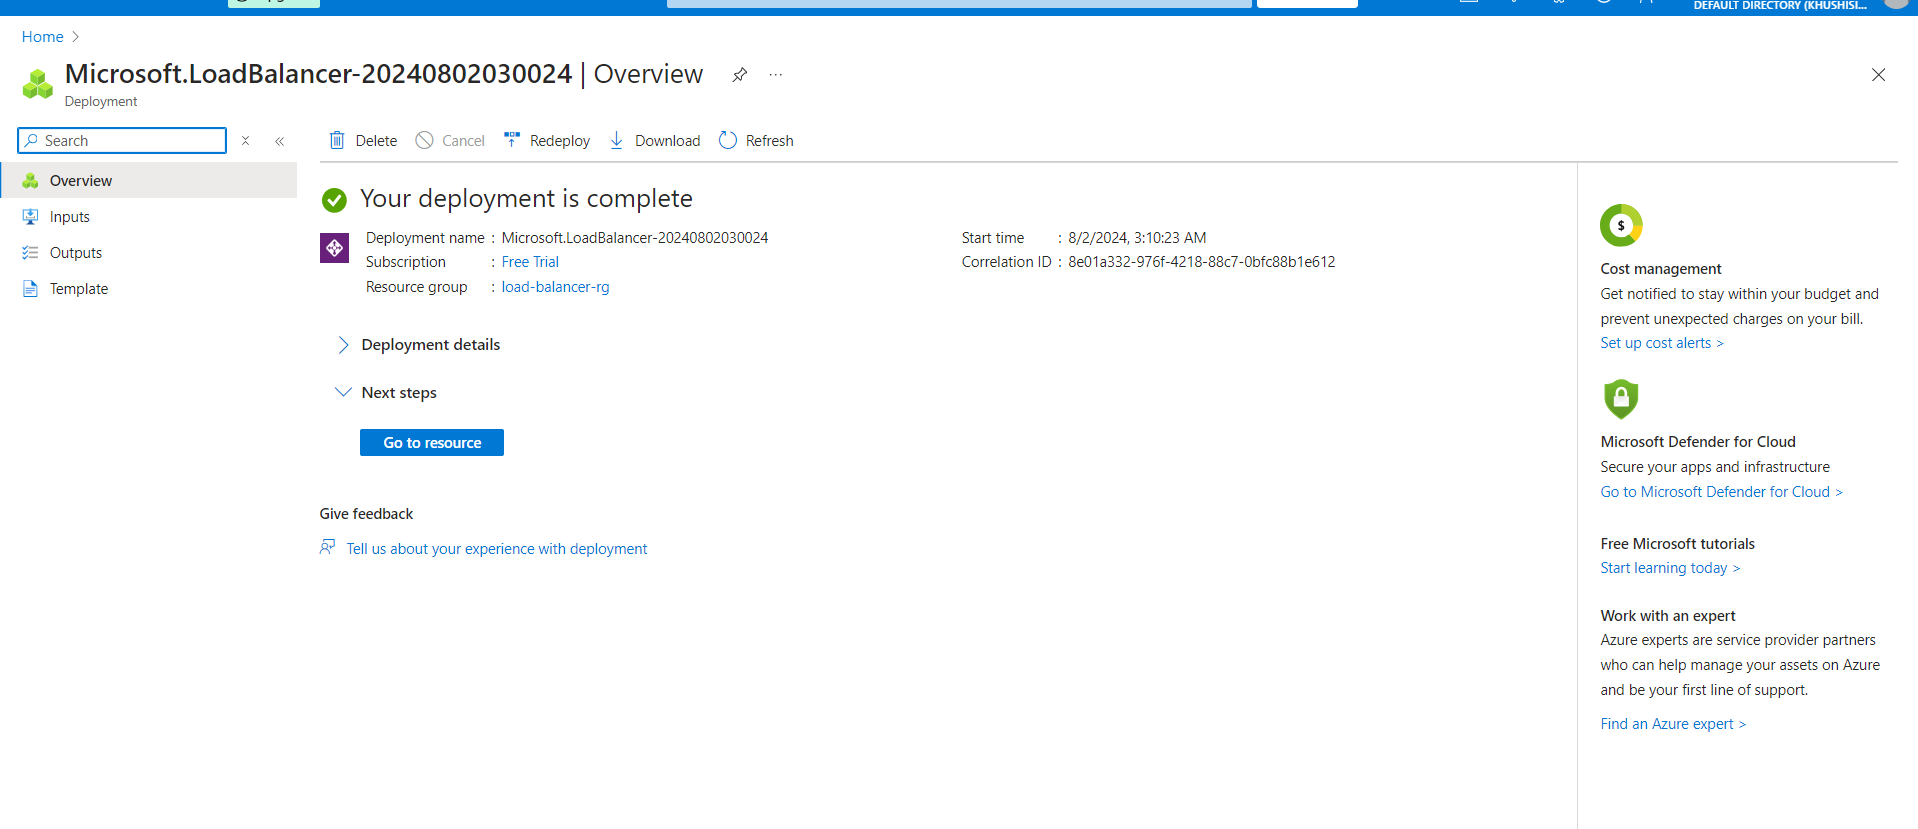 DEFAULT DIRECTORY (KHUSHISI...
Home
Microsoft.LoadBalancer-20240802030024 | Overview
Deployment
Search
Delete
Cancel
Redeploy
Download
Refresh
Overview
Inputs
Outputs
Template
Your deployment is complete
Deployment name : Microsoft.LoadBalancer-20240802030024
Subscription : Free Trial
Resource group : load-balancer-rg
Start time : 8/2/2024, 3:10:23 AM
Correlation ID : 8e01a332-976f-4218-88c7-0bfc88b1e612
Deployment details
Next steps
Go to resource
Give feedback
Tell us about your experience with deployment
Cost management
Get notified to stay within your budget and
prevent unexpected charges on your bill.
Set up cost alerts >
Microsoft Defender for Cloud
Secure your apps and infrastructure
Go to Microsoft Defender for Cloud >
Free Microsoft tutorials
Start learning today >
Work with an expert
Azure experts are service provider partners
who can help manage your assets on Azure
and be your first line of support.
Find an Azure expert >